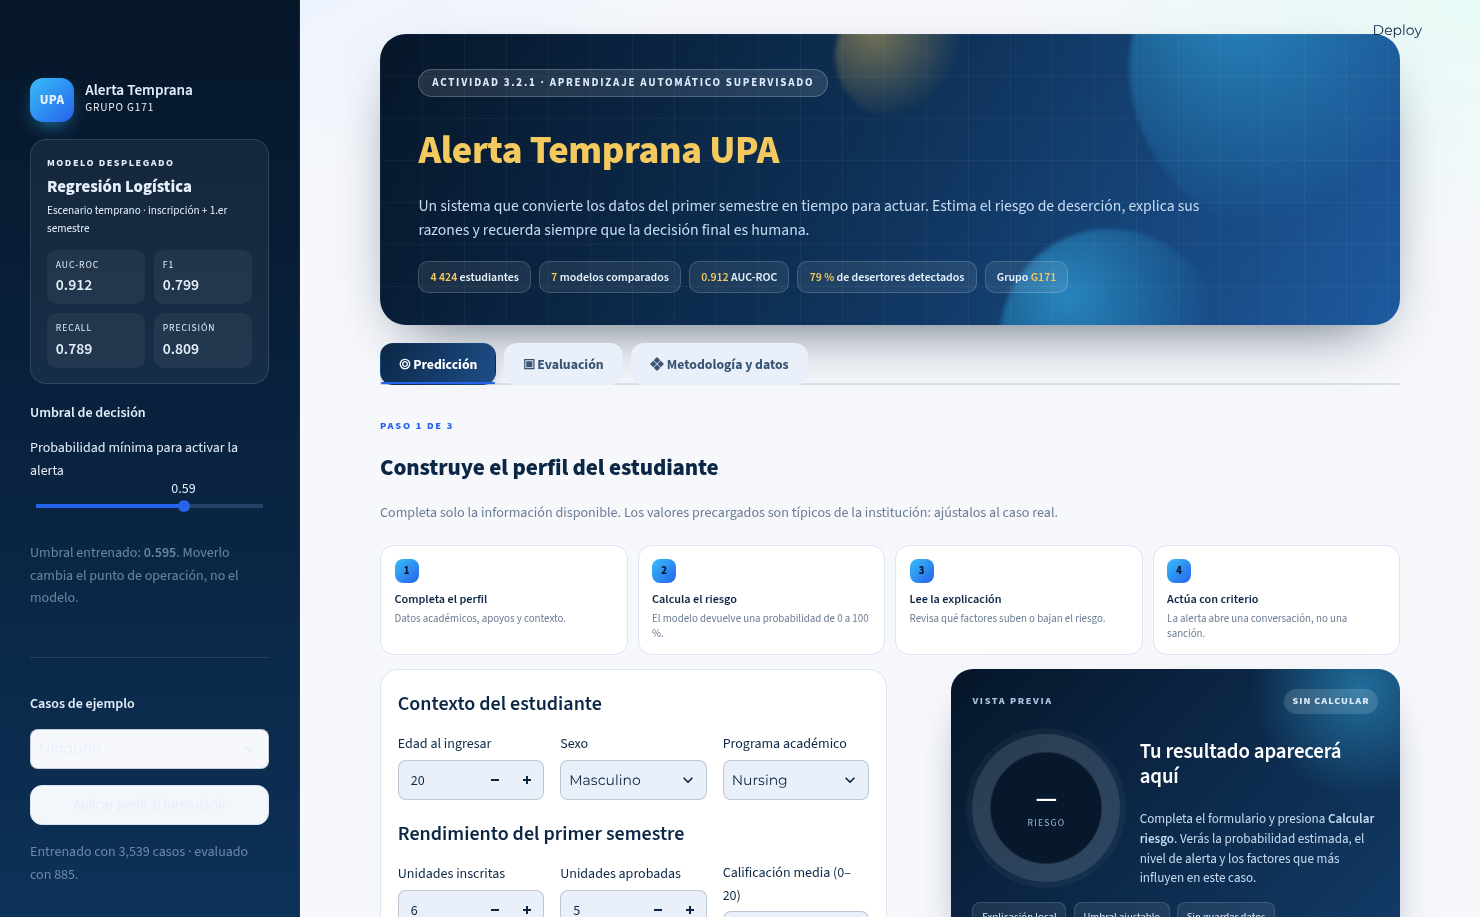 Deploy
UPA
Alerta Temprana
GRUPO G171
MODELO DESPLEGADO
Regresión Logística
Escenario temprano · inscripción + 1.er
semestre
AUC-ROC
0.912
F1
0.799
RECALL
0.789
PRECISIÓN
0.809
Umbral de decisión
Probabilidad mínima para activar la
alerta
0.59
Umbral entrenado: 0.595. Moverlo
cambia el punto de operación, no el
modelo.
Casos de ejemplo
Ninguno
Aplicar perfil al formulario
Entrenado con 3,539 casos · evaluado
con 885.
ACTIVIDAD 3.2.1 · APRENDIZAJE AUTOMÁTICO SUPERVISADO
Alerta Temprana UPA
Un sistema que convierte los datos del primer semestre en tiempo para actuar. Estima el riesgo de deserción, explica sus
razones y recuerda siempre que la decisión final es humana.
4 424 estudiantes
7 modelos comparados
0.912 AUC-ROC
79 % de desertores detectados
Grupo G171
◎ Predicción
▣ Evaluación
❖ Metodología y datos
PASO 1 DE 3
Construye el perfil del estudiante
Completa solo la información disponible. Los valores precargados son típicos de la institución: ajústalos al caso real.
1
Completa el perfil
Datos académicos, apoyos y contexto.
2
Calcula el riesgo
El modelo devuelve una probabilidad de 0 a 100
%.
3
Lee la explicación
Revisa qué factores suben o bajan el riesgo.
4
Actúa con criterio
La alerta abre una conversación, no una
sanción.
Contexto del estudiante
Edad al ingresar
20
Sexo
Masculino
Programa académico
Nursing
Rendimiento del primer semestre
Unidades inscritas
6
Unidades aprobadas
5
Calificación media (0–
20)
VISTA PREVIA
SIN CALCULAR
—
RIESGO
Tu resultado aparecerá
aquí
Completa el formulario y presiona Calcular
riesgo. Verás la probabilidad estimada, el
nivel de alerta y los factores que más
influyen en este caso.
Explicación local
Umbral ajustable
Sin guardar datos